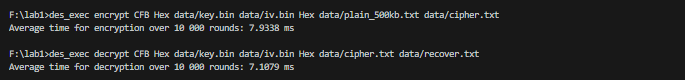 F:\lab1>des_exec encrypt CFB Hex data/key.bin data/iv.bin Hex data/plain_500kb.txt data/cipher.txt
Average time for encryption over 10 000 rounds: 7.9338 ms
F:\lab1>des_exec decrypt CFB Hex data/key.bin data/iv.bin Hex data/cipher.txt data/recover.txt
Average time for decryption over 10 000 rounds: 7.1079 ms